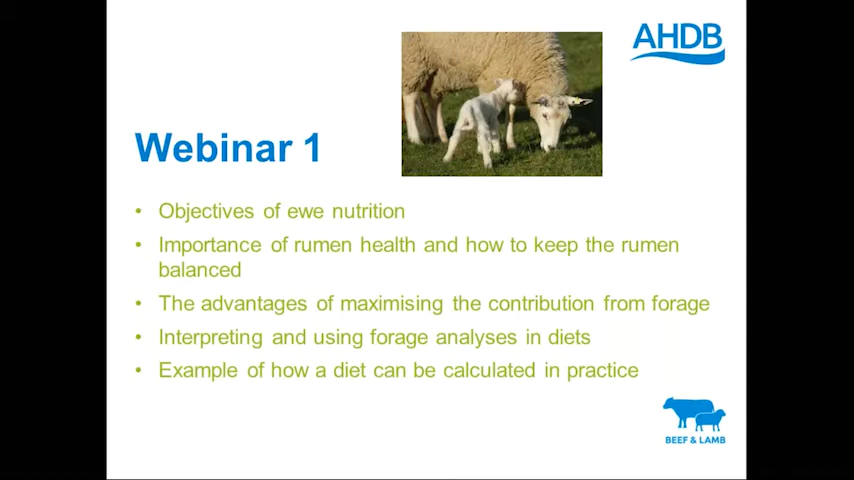 AHDB
Webinar 1
• Objectives of ewe nutrition
• Importance of rumen health and how to keep the rumen
balanced
• The advantages of maximising the contribution from forage
• Interpreting and using forage analyses in diets
• Example of how a diet can be calculated in practice
BEEF & LAMB